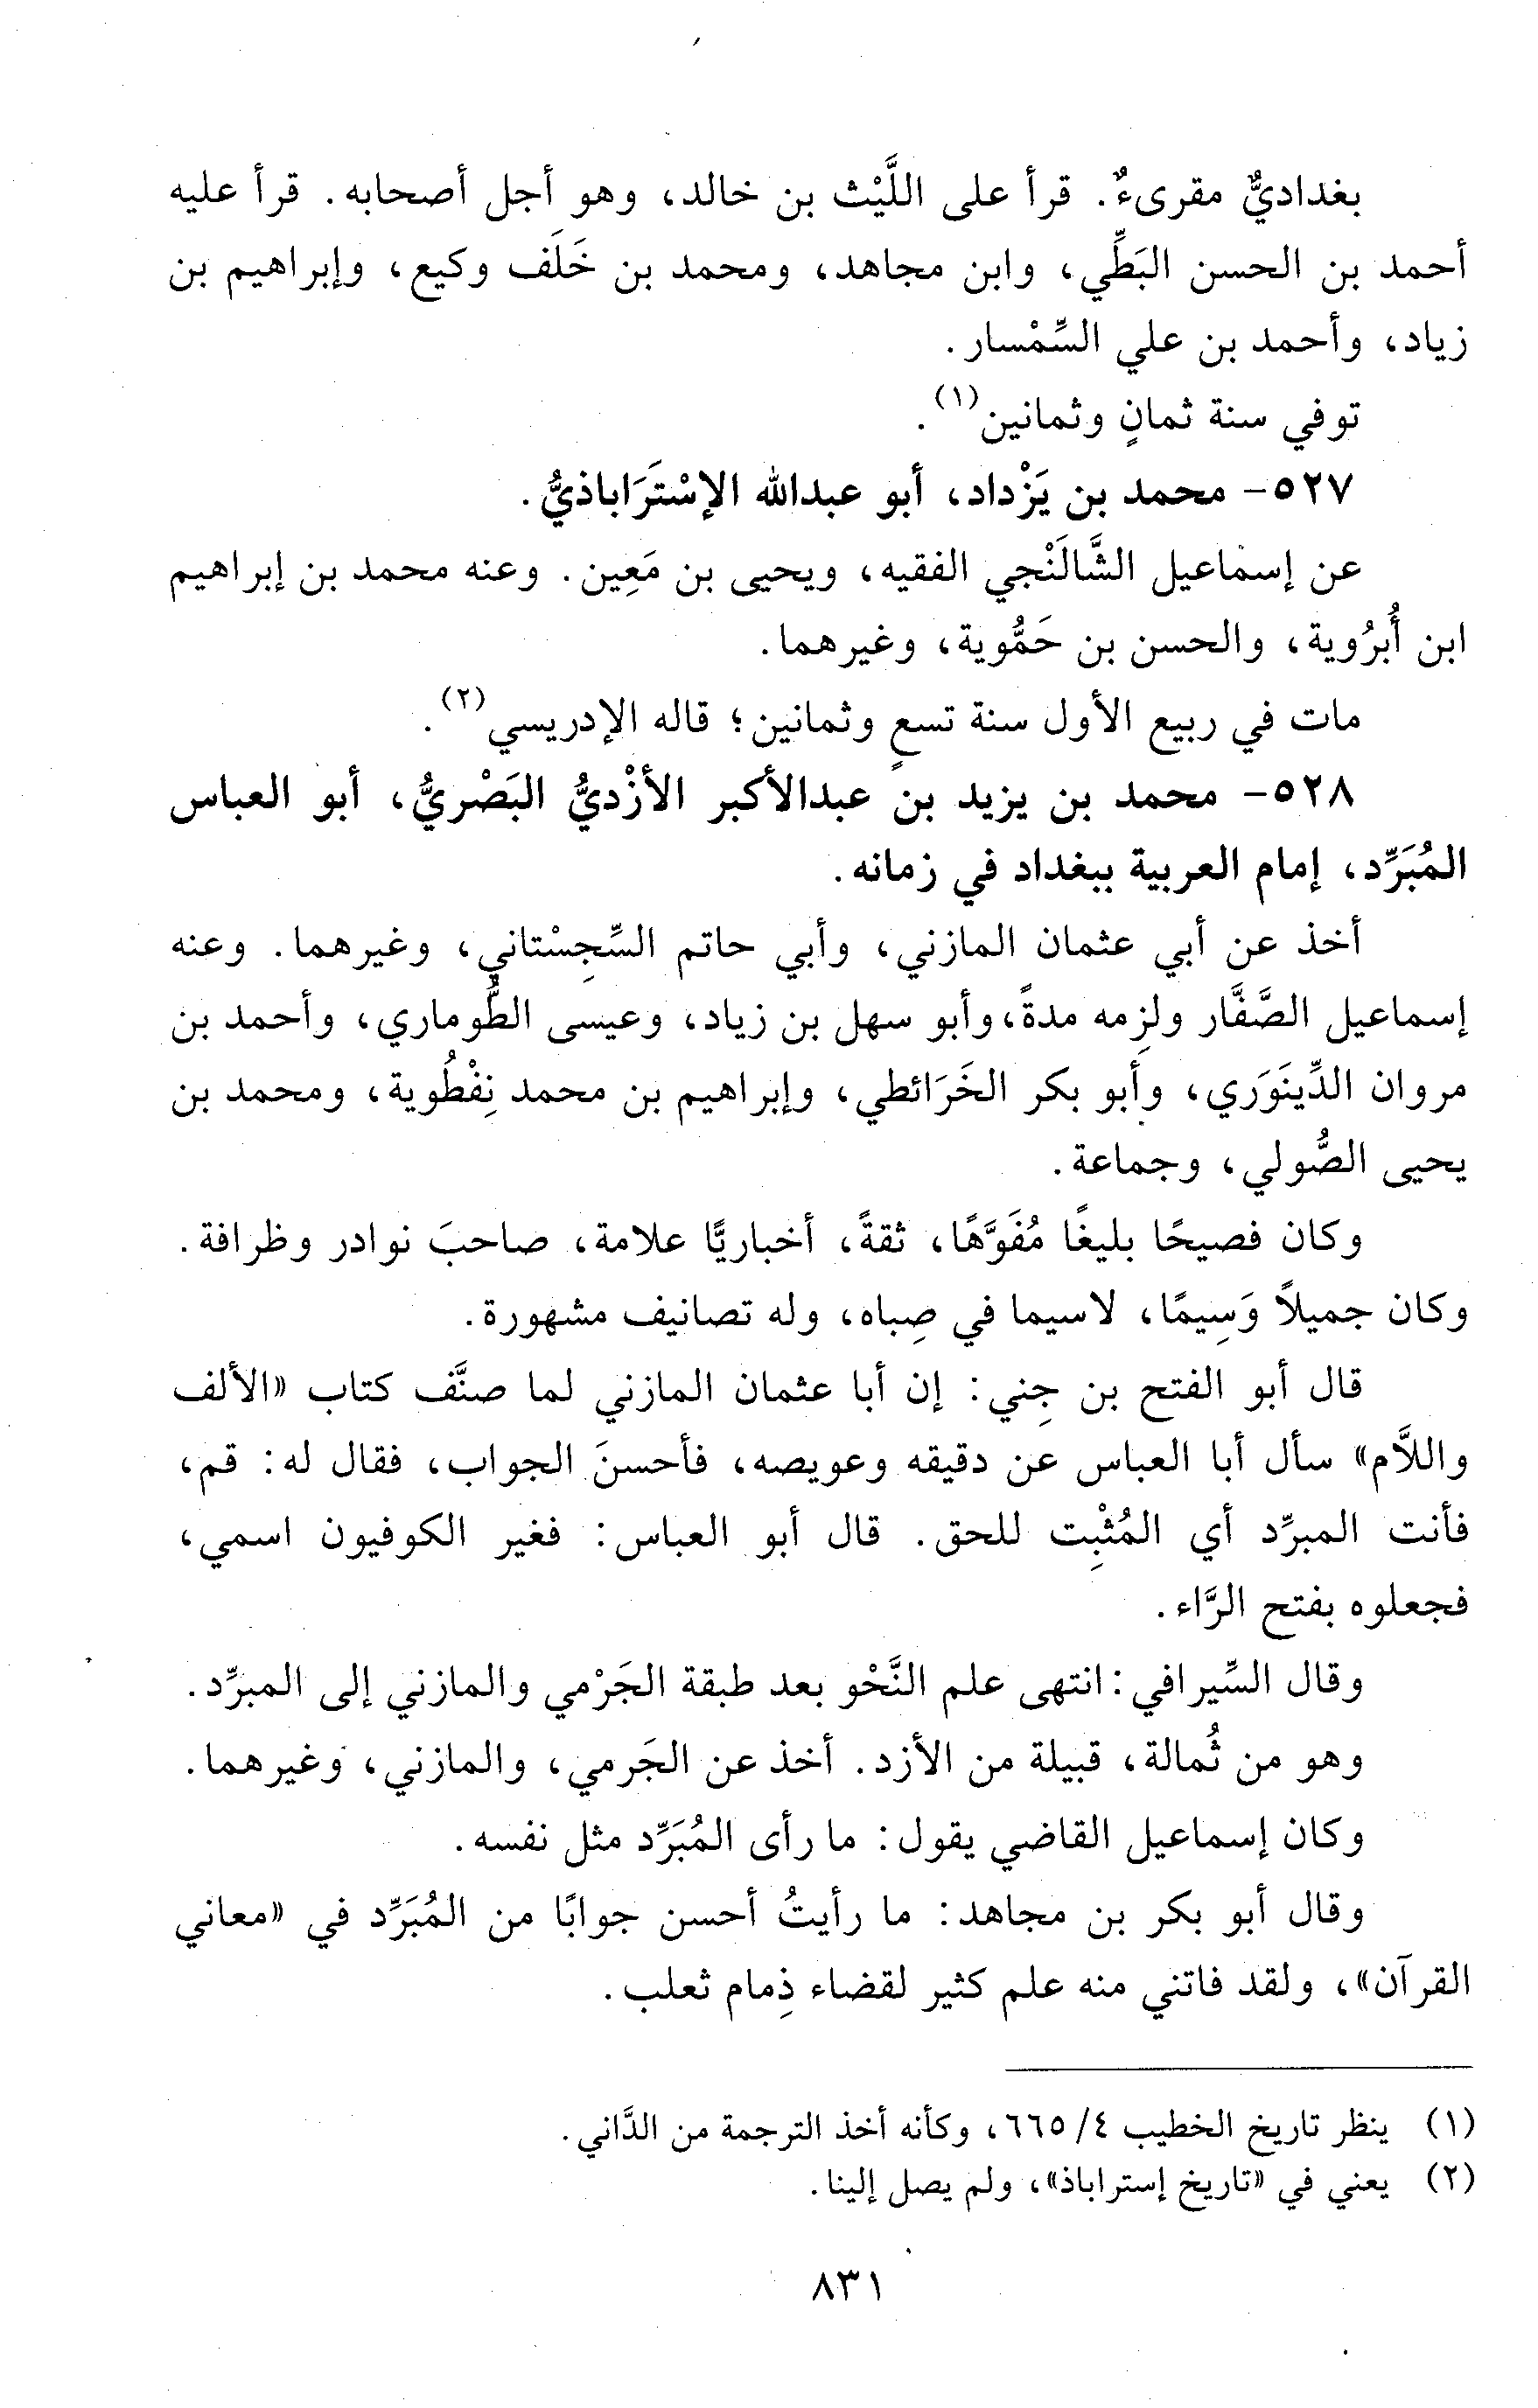 بغداديٌّ مقرىءٌ. قرأ على اللَّيْث بن خالد، وهو أجل أصحابه. قرأ عليه
أحمد بن الحسن البَطِّي، وابن مجاهد، ومحمد بن خَلَف وكيع، وإبراهيم بن
زياد، وأحمد بن علي السِّمْسار.
توفي سنة ثمانٍ وثمانين(١).
٥٢٧- محمد بن يَزْداد، أبو عبدالله الإسْتَرَاباذيُّ.
عن إسماعيل الشَّالَنْجي الفقيه، ويحيى بن مَعِين. وعنه محمد بن إبراهيم
ابن أُبرُوية، والحسن بن حَمُّوية، وغيرهما.
مات في ربيع الأول سنة تسعٍ وثمانين؛ قاله الإدريسي(٢).
٥٢٨- محمد بن يزيد بن عبدالأكبر الأزْديُّ البَصْريُّ، أبو العباس
المُبَرِّد، إمام العربية ببغداد في زمانه.
أخذ عن أبي عثمان المازني، وأبي حاتم السِّجِسْتاني، وغيرهما. وعنه
إسماعيل الصَّفَّار ولزِمه مدةً، وأبو سهل بن زياد، وعيسى الطُّوماري، وأحمد بن
مروان الدِّينَوَري، وأبو بكر الخَرَائطي، وإبراهيم بن محمد نِفْطُوية، ومحمد بن
يحيى الصُّولي، وجماعة.
وكان فصيحًا بليغًا مُفَوَّهًا، ثقةً، أخباريًّا علامة، صاحبَ نوادر وظرافة.
وكان جميلاً وَسِيمًا، لاسيما في صِباه، وله تصانيف مشهورة.
قال أبو الفتح بن جِني: إن أبا عثمان المازني لما صنَّف كتاب «الألف
واللاَّم» سأل أبا العباس عن دقيقه وعويصه، فأحسنَ الجواب، فقال له: قم،
فأنت المبرِّد أي المُثْبِت للحق. قال أبو العباس: فغير الكوفيون اسمي،
فجعلوه بفتح الرَّاء.
وقال السِّيرافي: انتهى علم النَّحْو بعد طبقة الجَرْمي والمازني إلى المبرِّد.
وهو من ثُمالة، قبيلة من الأزد. أخذ عن الجَرمي، والمازني، وغيرهما.
وكان إسماعيل القاضي يقول: ما رأى المُبَرِّد مثل نفسه.
وقال أبو بكر بن مجاهد: ما رأيتُ أحسن جوابًا من المُبَرِّد في «معاني
القرآن»، ولقد فاتني منه علم كثير لقضاء ذِمام ثعلب.
(١) ينظر تاريخ الخطيب ٤/ ٦٦٥، وكأنه أخذ الترجمة من الدَّاني.
(٢) يعني في «تاريخ إستراباذ»، ولم يصل إلينا.
٨٣١